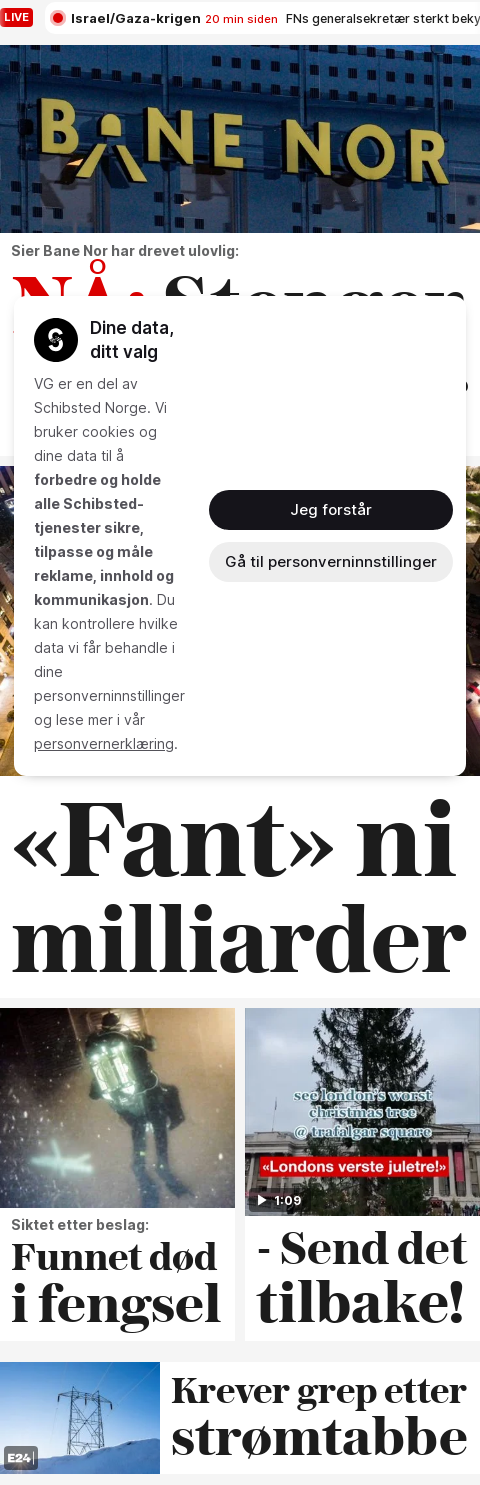 LIVE
Israel/Gaza-krigen 20 min siden FNs generalsekretær sterkt beky
BANE NOR
Sier Bane Nor har drevet ulovlig:
NÅ: Stenger
Dine data,
ditt valg
VG er en del av
Schibsted Norge. Vi
bruker cookies og
dine data til å
forbedre og holde
alle Schibsted-
tjenester sikre,
tilpasse og måle
reklame, innhold og
kommunikasjon. Du
kan kontrollere hvilke
data vi får behandle i
dine
personverninnstillinger
og lese mer i vår
personvernerklæring.
Jeg forstår
Gå til personverninnstillinger
«Fant» ni
milliarder
see london's worst
christmas tree
@ trafalgar square
«Londons verste juletre!»
1:09
Siktet etter beslag:
Funnet død
i fengsel
- Send det
tilbake!
E24
Krever grep etter
strømtabbe